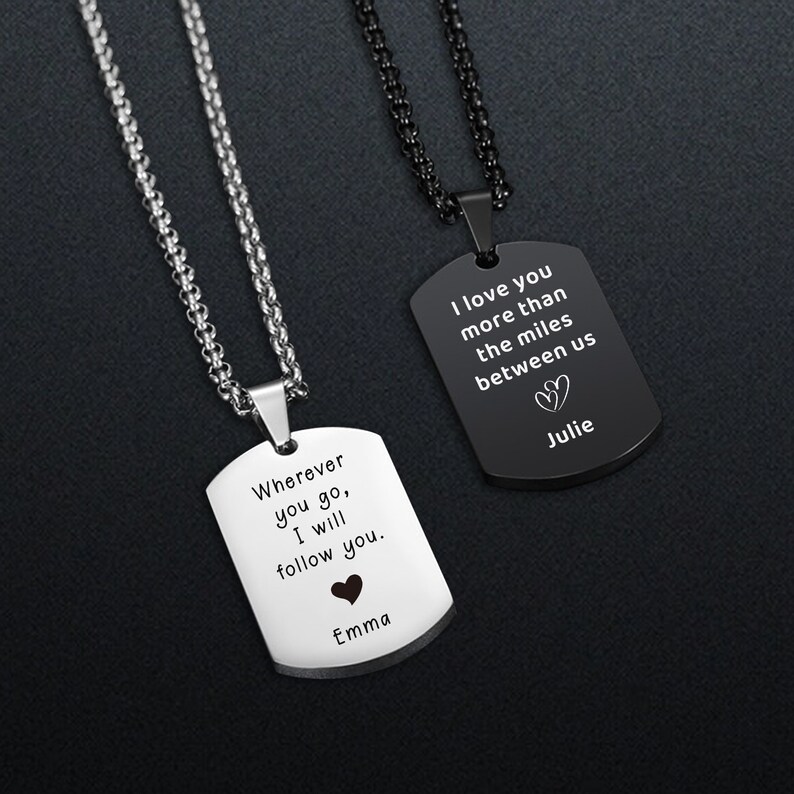 Wherever
you go,
I will
follow you.
Emma
I love you
more than
the miles
between us
Julie